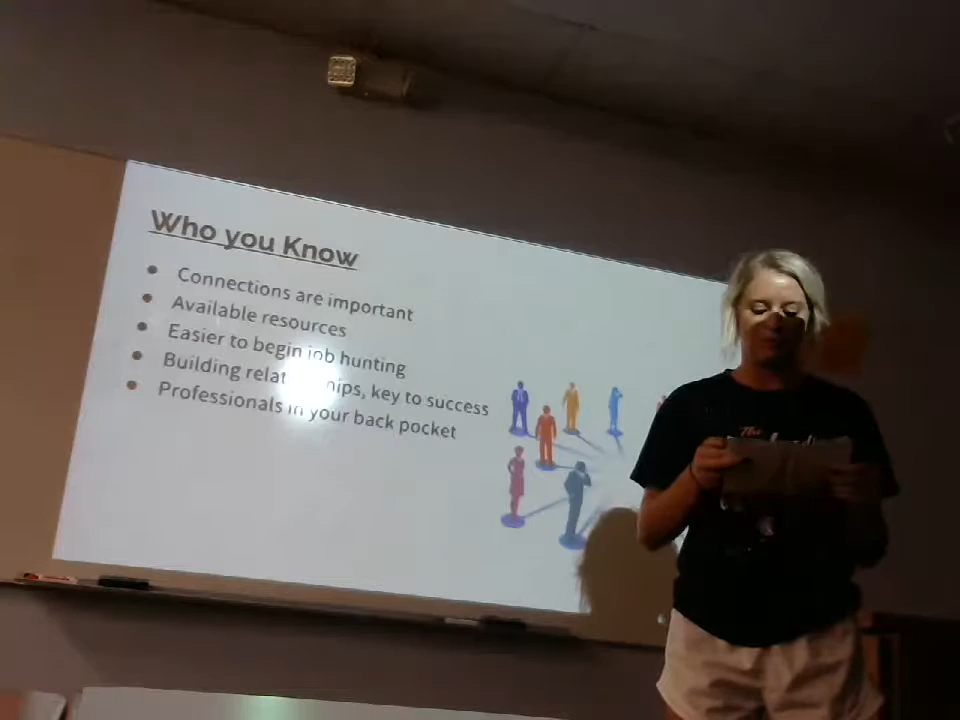 Who you Know
Connections are important
Available resources
Easier to begin job hunting
Building relationships, key to success
Professionals in your back pocket
The